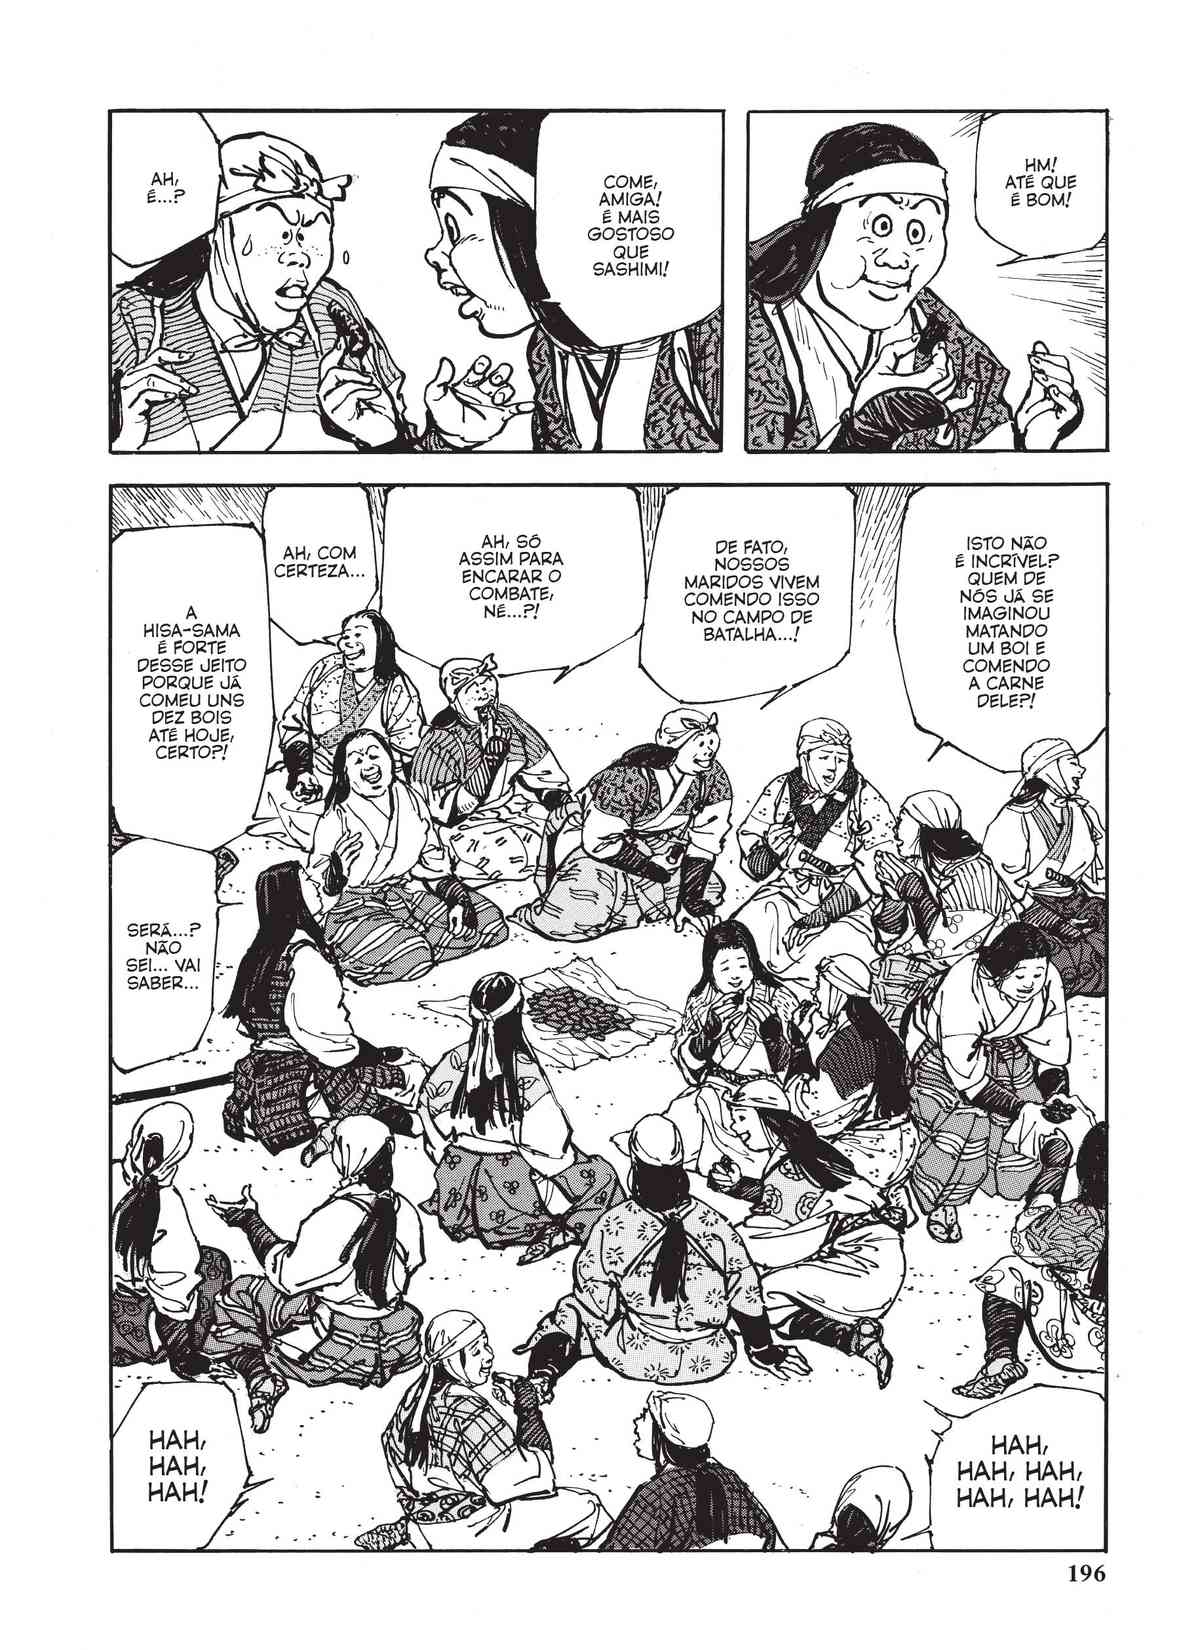 HM!
ATÉ QUE
É BOM!
COME,
AMIGA!
É MAIS
GOSTOSO
QUE
SASHIMI!
AH,
É...?
ISTO NÃO
É INCRÍVEL?
QUEM DE
NÓS JÁ SE
IMAGINOU
MATANDO
UM BOI E
COMENDO
A CARNE
DELE?!
DE FATO,
NOSSOS
MARIDOS VIVEM
COMENDO ISSO
NO CAMPO DE
BATALHA...!
AH, SÓ
ASSIM PARA
ENCARAR O
COMBATE,
NÉ...?!
AH, COM
CERTEZA...
A
HISA-SAMA
É FORTE
DESSE JEITO
PORQUE JÁ
COMEU UNS
DEZ BOIS
ATÉ HOJE,
CERTO?!
SERÁ...?
NÃO
SEI... VAI
SABER...
HAH,
HAH, HAH,
HAH, HAH!
HAH,
HAH,
HAH!
196